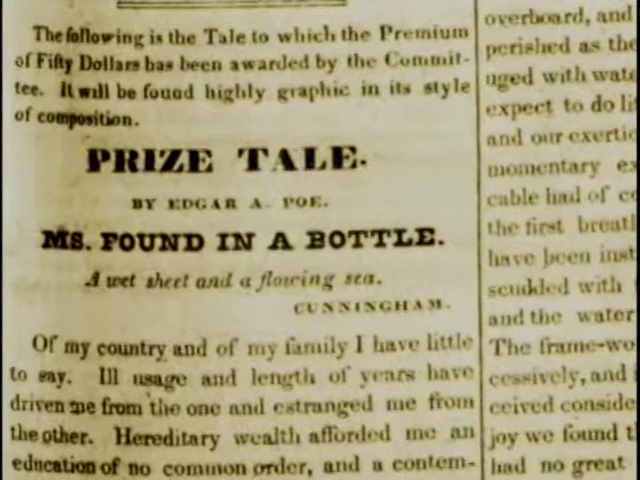 The following is the Tale to which the Premium
of Fifty Dollars has been awarded by the Commit-
tee. It will be found highly graphic in its style
of composition.
PRIZE TALE.
BY EDGAR A. POE.
MS. FOUND IN A BOTTLE.
A wet sheet and a flowing sea.
CUNNINGHAM.
Of my country and of my family I have little
to say. Ill usage and length of years have
driven me from the one and estranged me from
the other. Hereditary wealth afforded me an
education of no common order, and a contem-
overboard, and
perished as the
uged with wate
expect to do li
and our exertio
momentary ex
cable had of co
the first breat
have been inst
scudded with
and the water
The frame-wo
cessively, and
ceived conside
joy we found t
had no great